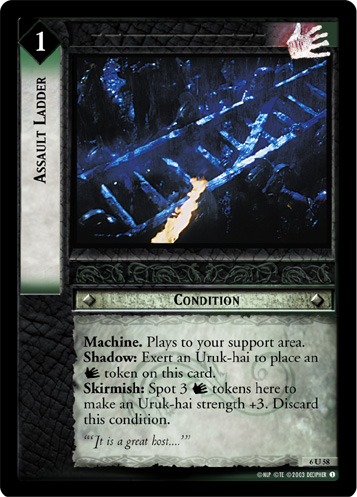 1
ASSAULT LADDER
CONDITION
Machine. Plays to your support area.
Shadow: Exert an Uruk-hai to place an
token on this card.
Skirmish: Spot 3 tokens here to
make an Uruk-hai strength +3. Discard
this condition.
"'It is a great host....'"
6 U 58
©NLP ©TE ©2003 DECIPHER 1